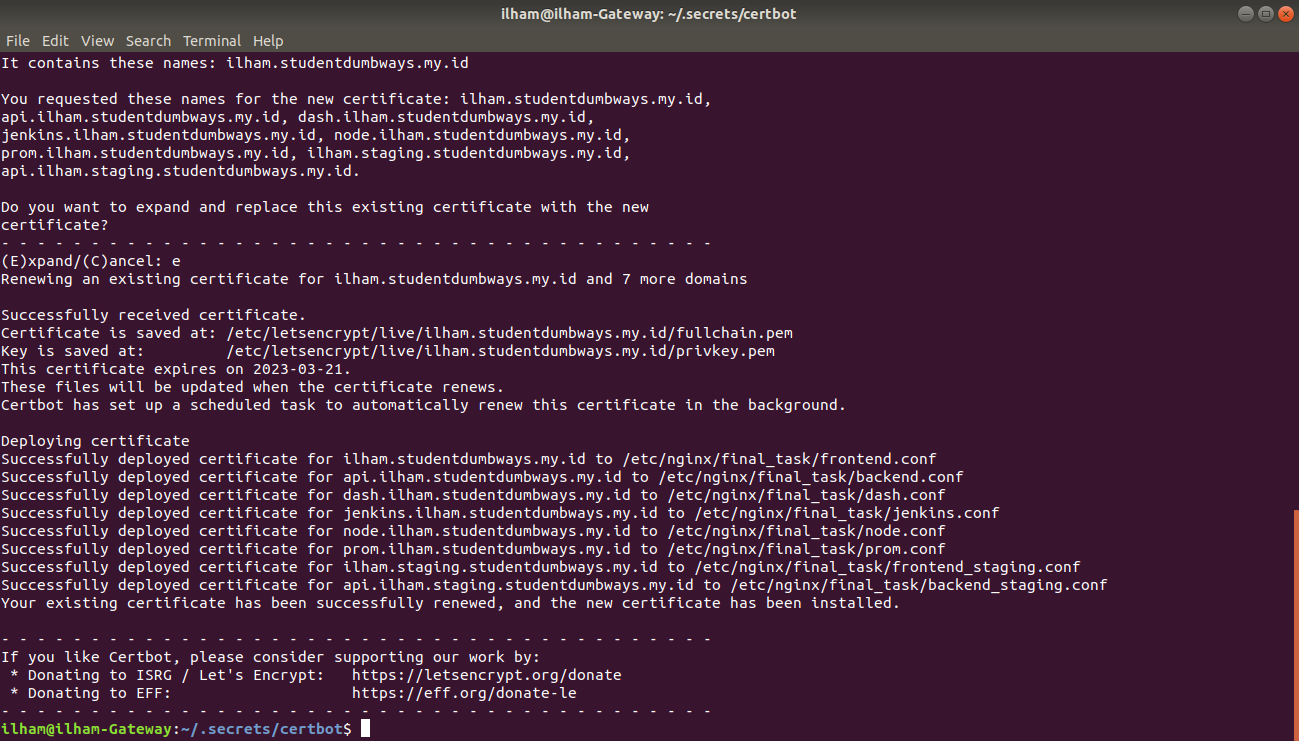 ilham@ilham-Gateway: ~/.secrets/certbot
File Edit View Search Terminal Help
It contains these names: ilham.studentdumbways.my.id
You requested these names for the new certificate: ilham.studentdumbways.my.id,
api.ilham.studentdumbways.my.id, dash.ilham.studentdumbways.my.id,
jenkins.ilham.studentdumbways.my.id, node.ilham.studentdumbways.my.id,
prom.ilham.studentdumbways.my.id, ilham.staging.studentdumbways.my.id,
api.ilham.staging.studentdumbways.my.id.
Do you want to expand and replace this existing certificate with the new
certificate?
- - - - - - - - - - - - - - - - - - - - - - - - - - - - - - - - - - - - - - - -
(E)xpand/(C)ancel: e
Renewing an existing certificate for ilham.studentdumbways.my.id and 7 more domains
Successfully received certificate.
Certificate is saved at: /etc/letsencrypt/live/ilham.studentdumbways.my.id/fullchain.pem
Key is saved at:         /etc/letsencrypt/live/ilham.studentdumbways.my.id/privkey.pem
This certificate expires on 2023-03-21.
These files will be updated when the certificate renews.
Certbot has set up a scheduled task to automatically renew this certificate in the background.
Deploying certificate
Successfully deployed certificate for ilham.studentdumbways.my.id to /etc/nginx/final_task/frontend.conf
Successfully deployed certificate for api.ilham.studentdumbways.my.id to /etc/nginx/final_task/backend.conf
Successfully deployed certificate for dash.ilham.studentdumbways.my.id to /etc/nginx/final_task/dash.conf
Successfully deployed certificate for jenkins.ilham.studentdumbways.my.id to /etc/nginx/final_task/jenkins.conf
Successfully deployed certificate for node.ilham.studentdumbways.my.id to /etc/nginx/final_task/node.conf
Successfully deployed certificate for prom.ilham.studentdumbways.my.id to /etc/nginx/final_task/prom.conf
Successfully deployed certificate for ilham.staging.studentdumbways.my.id to /etc/nginx/final_task/frontend_staging.conf
Successfully deployed certificate for api.ilham.staging.studentdumbways.my.id to /etc/nginx/final_task/backend_staging.conf
Your existing certificate has been successfully renewed, and the new certificate has been installed.
- - - - - - - - - - - - - - - - - - - - - - - - - - - - - - - - - - - - - - - -
If you like Certbot, please consider supporting our work by:
 * Donating to ISRG / Let's Encrypt:   https://letsencrypt.org/donate
 * Donating to EFF:                    https://eff.org/donate-le
- - - - - - - - - - - - - - - - - - - - - - - - - - - - - - - - - - - - - - - -
ilham@ilham-Gateway:~/.secrets/certbot$